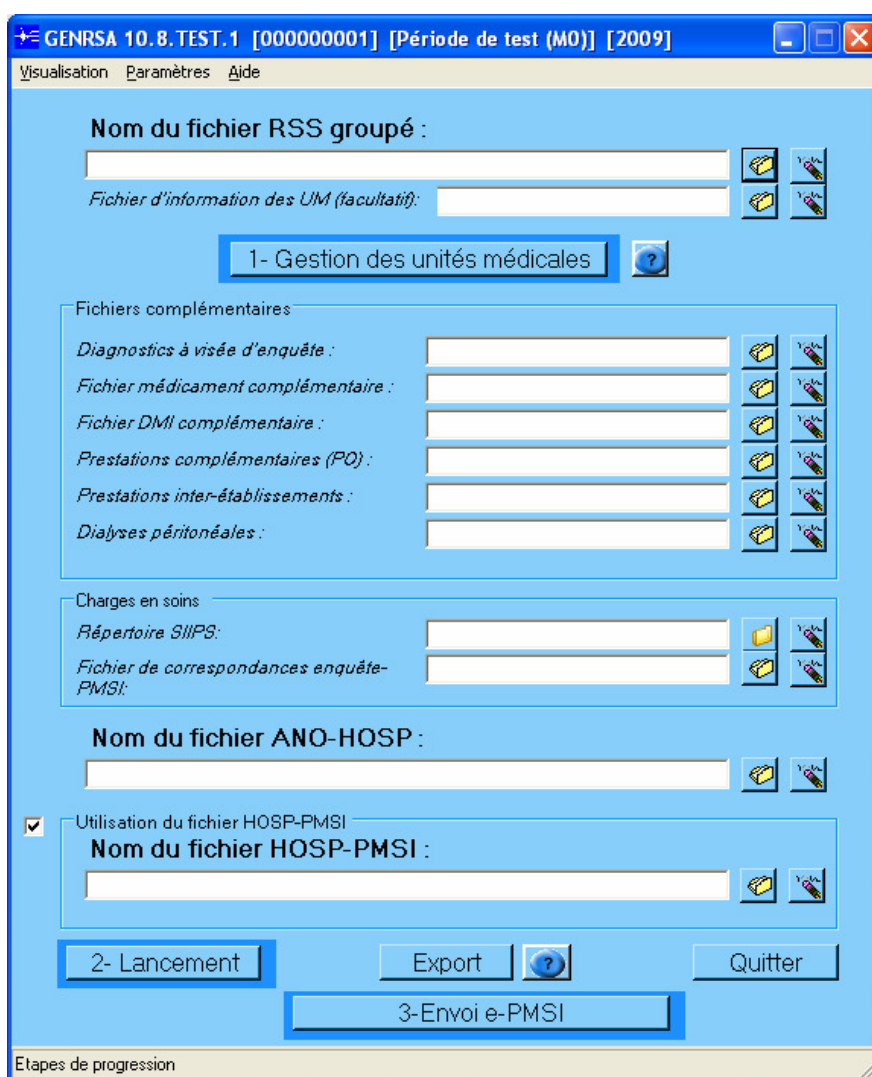 GENRSA 10.8.TEST.1 [000000001] [Période de test (M0)] [2009]
Visualisation Paramètres Aide
Nom du fichier RSS groupé :
Fichier d'information des UM (facultatif):
1- Gestion des unités médicales ?
Fichiers complémentaires
Diagnostics à visée d'enquête :
Fichier médicament complémentaire :
Fichier DMI complémentaire :
Prestations complémentaires (PO) :
Prestations inter-établissements :
Dialyses péritonéales :
Charges en soins
Répertoire SIIPS:
Fichier de correspondances enquête-
PMSI:
Nom du fichier ANO-HOSP :
Utilisation du fichier HOSP-PMSI
Nom du fichier HOSP-PMSI :
2- Lancement Export ? Quitter
3-Envoi e-PMSI
Etapes de progression